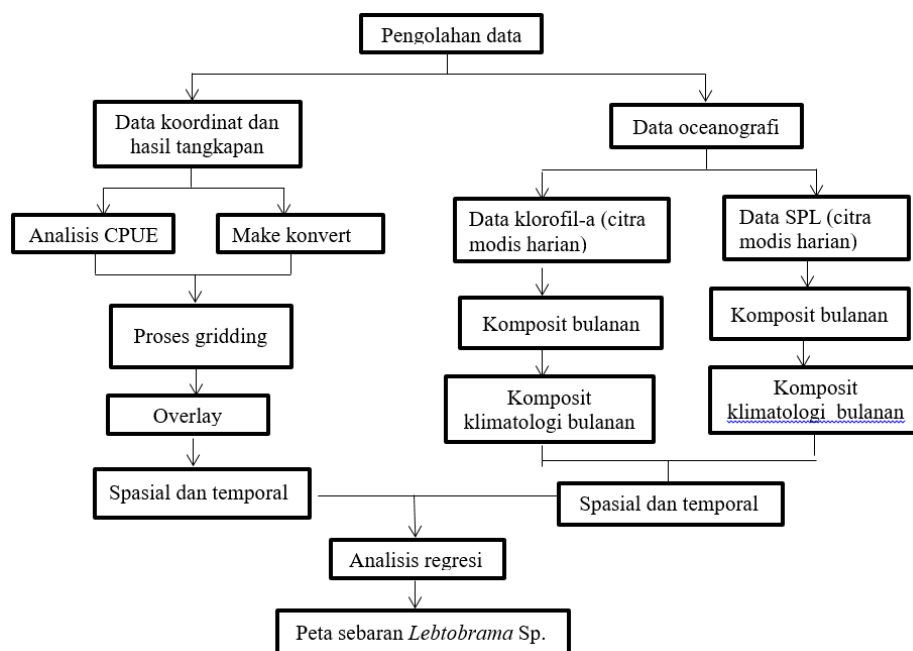 Pengolahan data
Data koordinat dan
hasil tangkapan
Data oceanografi
Analisis CPUE
Make konvert
Data klorofil-a (citra
modis harian)
Data SPL (citra
modis harian)
Proses gridding
Komposit bulanan
Komposit bulanan
Overlay
Komposit
klimatologi bulanan
Komposit
klimatologi bulanan
Spasial dan temporal
Spasial dan temporal
Analisis regresi
Peta sebaran Lebtobrama Sp.